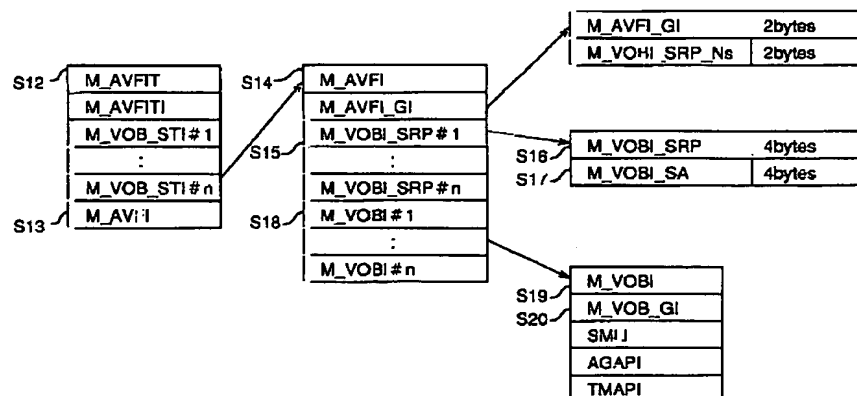 M_AVFI_GI 2bytes
M_VOHI_SRP_Ns 2bytes
S12 M_AVFIT
M_AVFITI
M_VOB_STI#1
:
M_VOB_STI#n
S13
S14 M_AVFI
M_AVFI_GI
S15 M_VOBI_SRP#1
:
M_VOBI_SRP#n
S18 M_VOBI#1
:
M_VOBI#n
S16 M_VOBI_SRP 4bytes
S17 M_VOBI_SA 4bytes
S19 M_VOBI
S20 M_VOB_GI
AGAPI
TMAPI